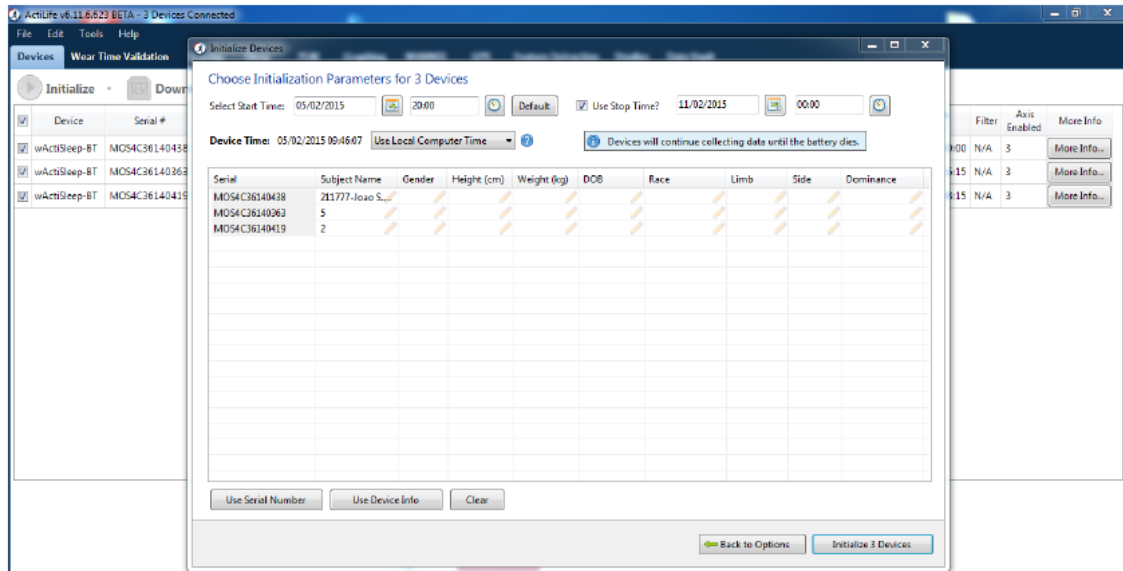 ActiLife v6.11.6.623 BETA - 3 Devices Connected
File Edit Tools Help
Devices Wear Time Validation
Initialize Devices
Initialize Down
Choose Initialization Parameters for 3 Devices
Select Start Time: 05/02/2015 20:00 Default Use Stop Time? 11/02/2015 00:00
Device Time: 05/02/2015 09:46:07 Use Local Computer Time Devices will continue collecting data until the battery dies.
Device Serial # Filter Axis Enabled More Info
wActiSleep-BT MOS4C36140438 :00 N/A 3 More Info...
wActiSleep-BT MOS4C36140363 :15 N/A 3 More Info...
wActiSleep-BT MOS4C36140419 :15 N/A 3 More Info...
Serial Subject Name Gender Height (cm) Weight (kg) DOB Race Limb Side Dominance
MOS4C36140438 211777-Joao S....
MOS4C36140363 5
MOS4C36140419 2
Use Serial Number Use Device Info Clear
Back to Options Initialize 3 Devices